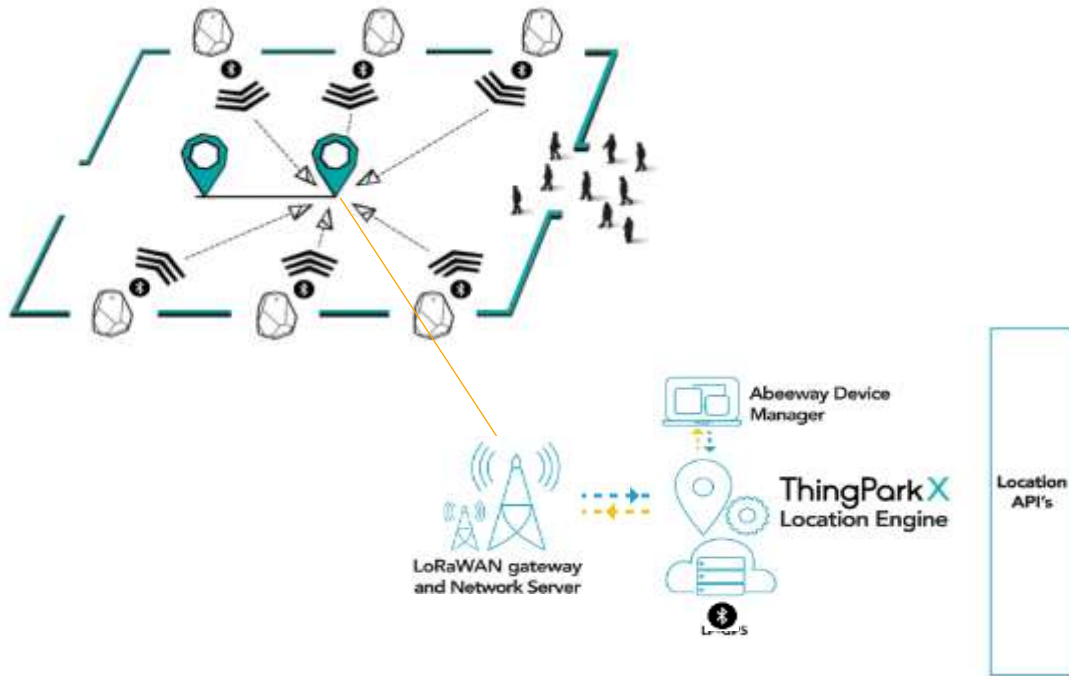 Abeeway Device
Manager
ThingPark X
Location Engine
Location
API's
LoRaWAN gateway
and Network Server